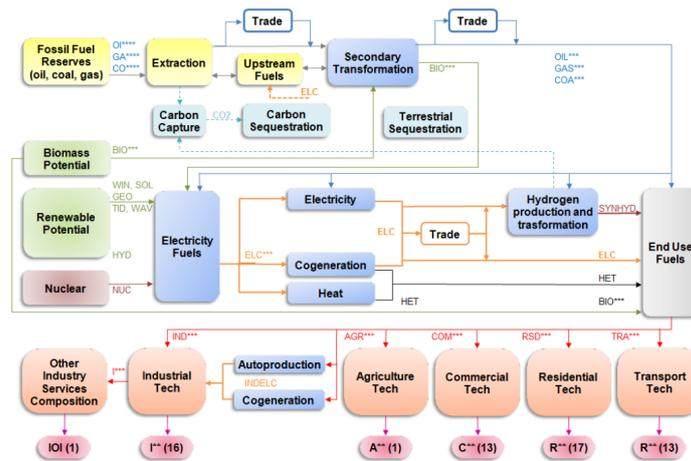 Trade
Trade
Fossil Fuel
Reserves
(oil, coal, gas)
OI****
GA****
CO****
Extraction
Upstream
Fuels
Secondary
Transformation
BIO***
OIL***
GAS***
COA***
ELC
Carbon
Capture
CO2
Carbon
Sequestration
Terrestrial
Sequestration
Biomass
Potential
BIO***
Renewable
Potential
WIN, SOL
GEO
TID, WAV
HYD
Electricity
Fuels
Electricity
Hydrogen
production and
trasformation
SYNHYD
End Use
Fuels
ELC
Trade
ELC***
Cogeneration
ELC
Nuclear
NUC
Heat
HET
HET
BIO***
IND***
AGR***
COM***
RSD***
TRA***
Other
Industry
Services
Composition
I***
Industrial
Tech
Autoproduction
INDELC
Cogeneration
Agriculture
Tech
Commercial
Tech
Residential
Tech
Transport
Tech
IOI (1)
I** (16)
A** (1)
C** (13)
R** (17)
R** (13)